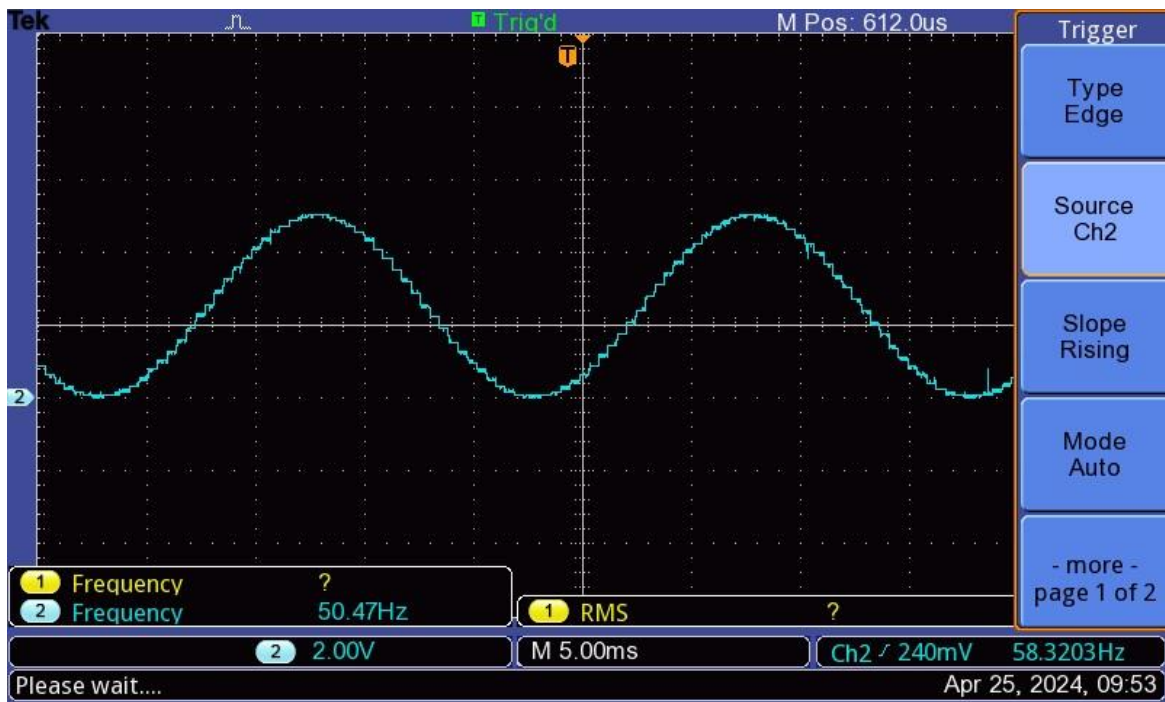 Tek T Trig'd M Pos: 612.0us
T
Trigger
Type
Edge
Source
Ch2
Slope
Rising
Mode
Auto
- more -
page 1 of 2
2
1 Frequency ?
2 Frequency 50.47Hz
1 RMS ?
2 2.00V M 5.00ms Ch2 240mV 58.3203Hz
Please wait.... Apr 25, 2024, 09:53